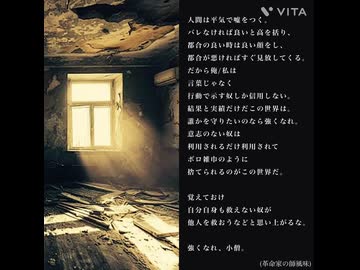 VITA
人間は平気で嘘をつく。
バレなければ良いと高を括り、
都合の良い時は良い顔をし、
都合が悪ければすぐ見放してくる。
だから俺/私は
言葉じゃなく
行動で示す奴しか信用しない。
結果と実績だけだこの世界は。
誰かを守りたいのなら強くなれ。
意志のない奴は
利用されるだけ利用されて
ボロ雑巾のように
捨てられるのがこの世界だ。
覚えておけ
自分自身も救えない奴が
他人を救おうなどと思い上がるな。
強くなれ、小僧。
(革命家の師風味)